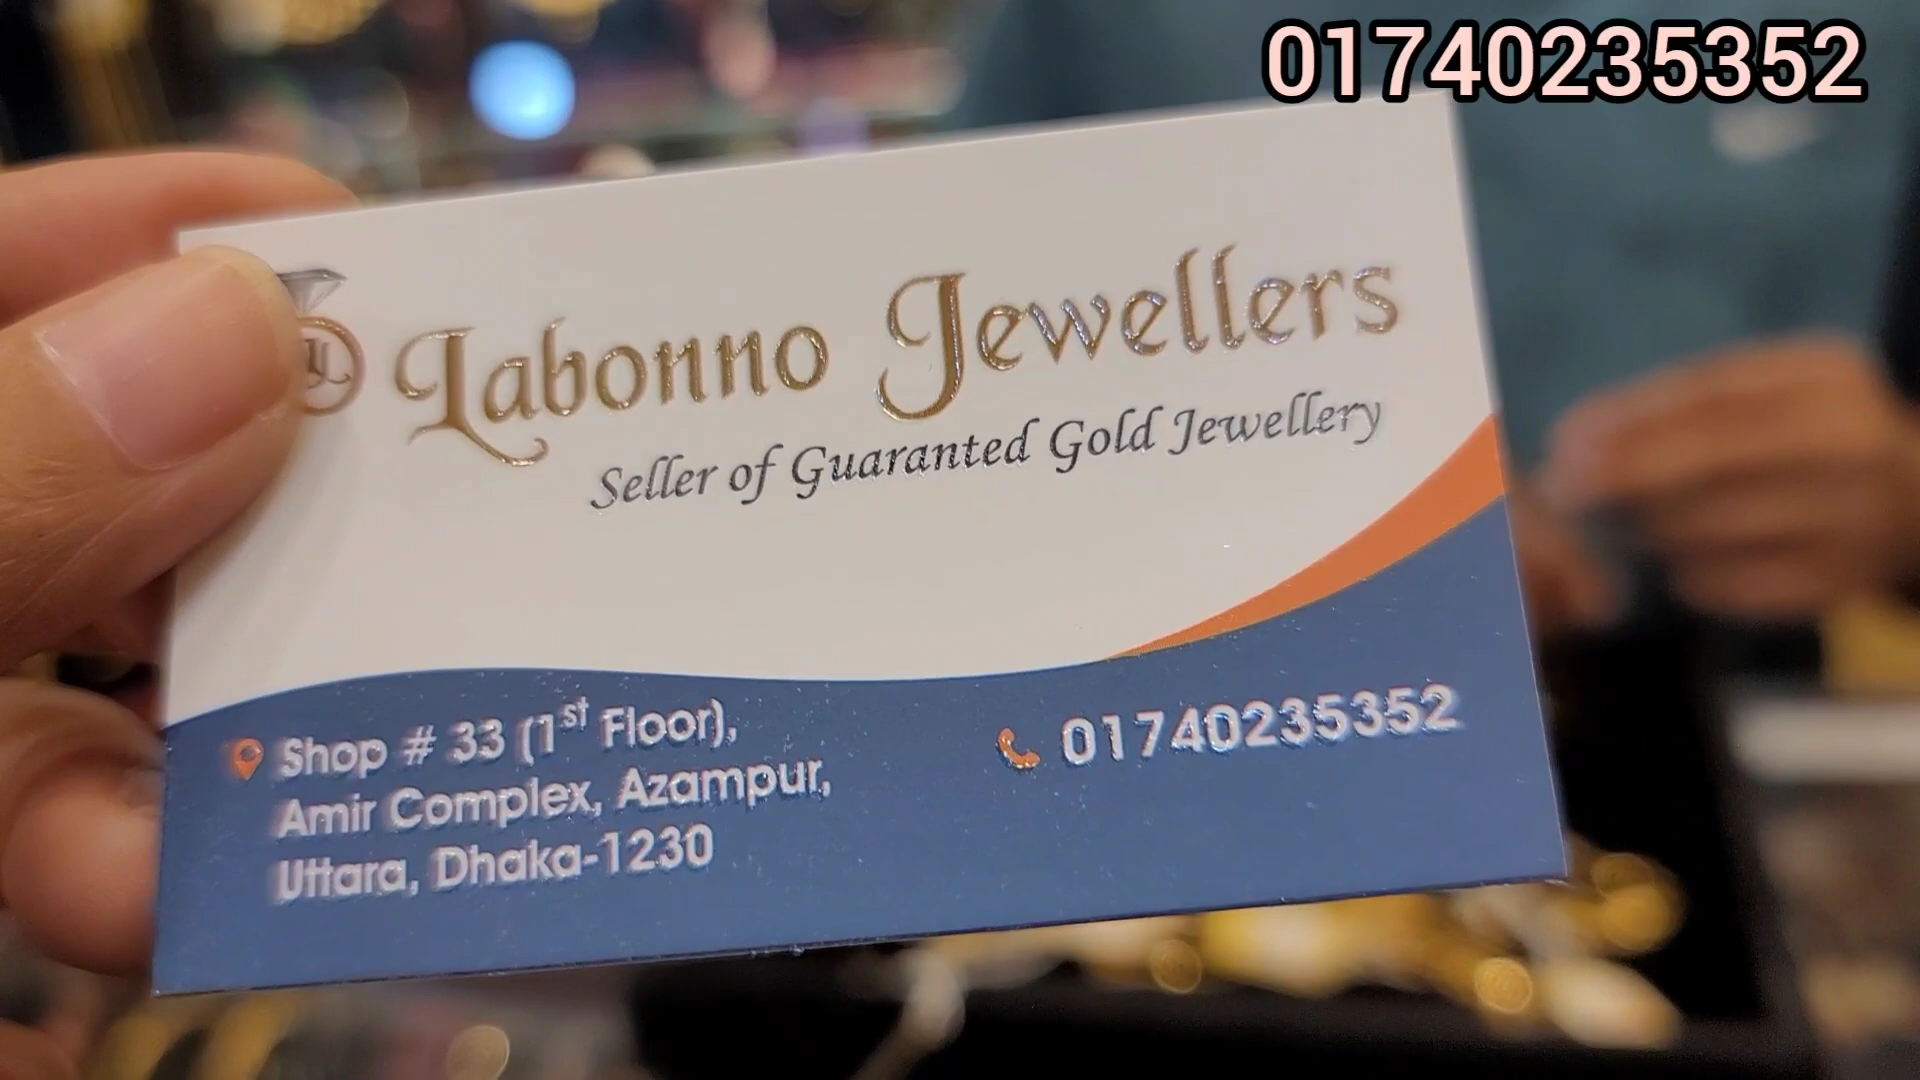 01740235352
Labonno Jewellers
Seller of Guaranted Gold Jewellery
Shop # 33 (1st Floor),
Amir Complex, Azampur,
Uttara, Dhaka-1230
01740235352